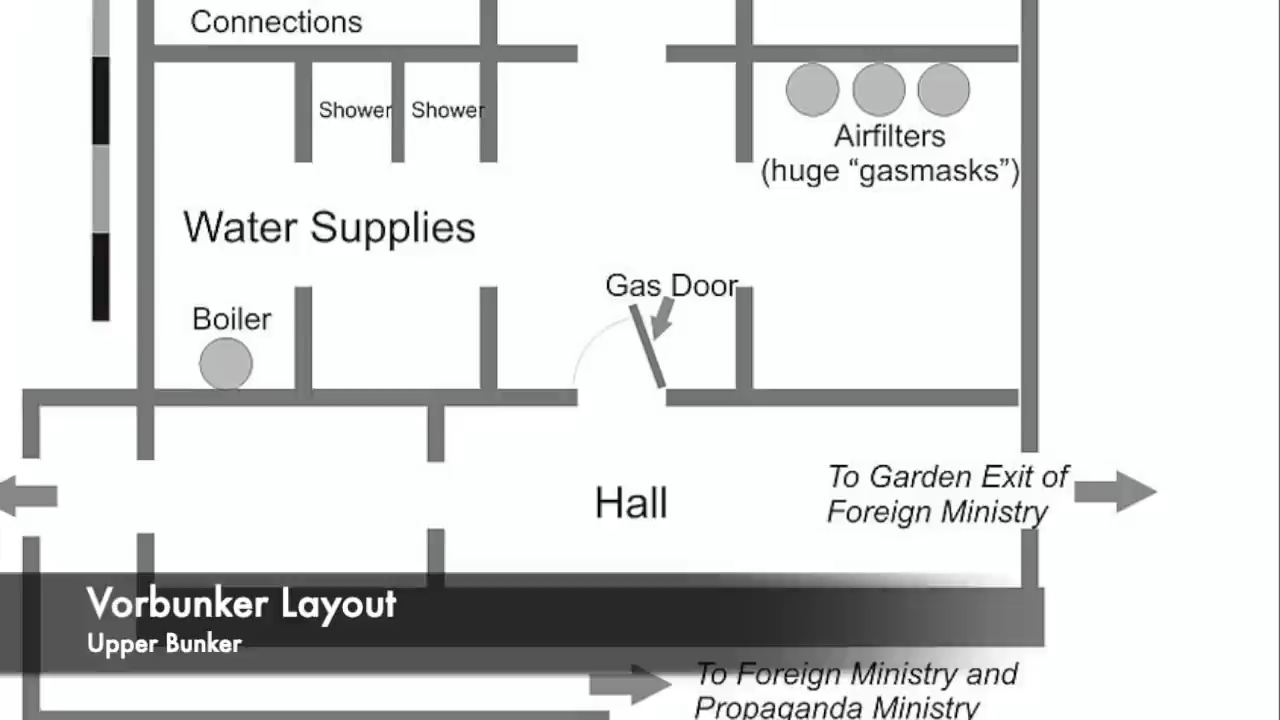 Connections
Shower Shower
Airfilters
(huge “gasmasks”)
Water Supplies
Gas Door
Boiler
To Garden Exit of
Foreign Ministry
Hall
Vorbunker Layout
Upper Bunker
To Foreign Ministry and
Propaganda Ministry